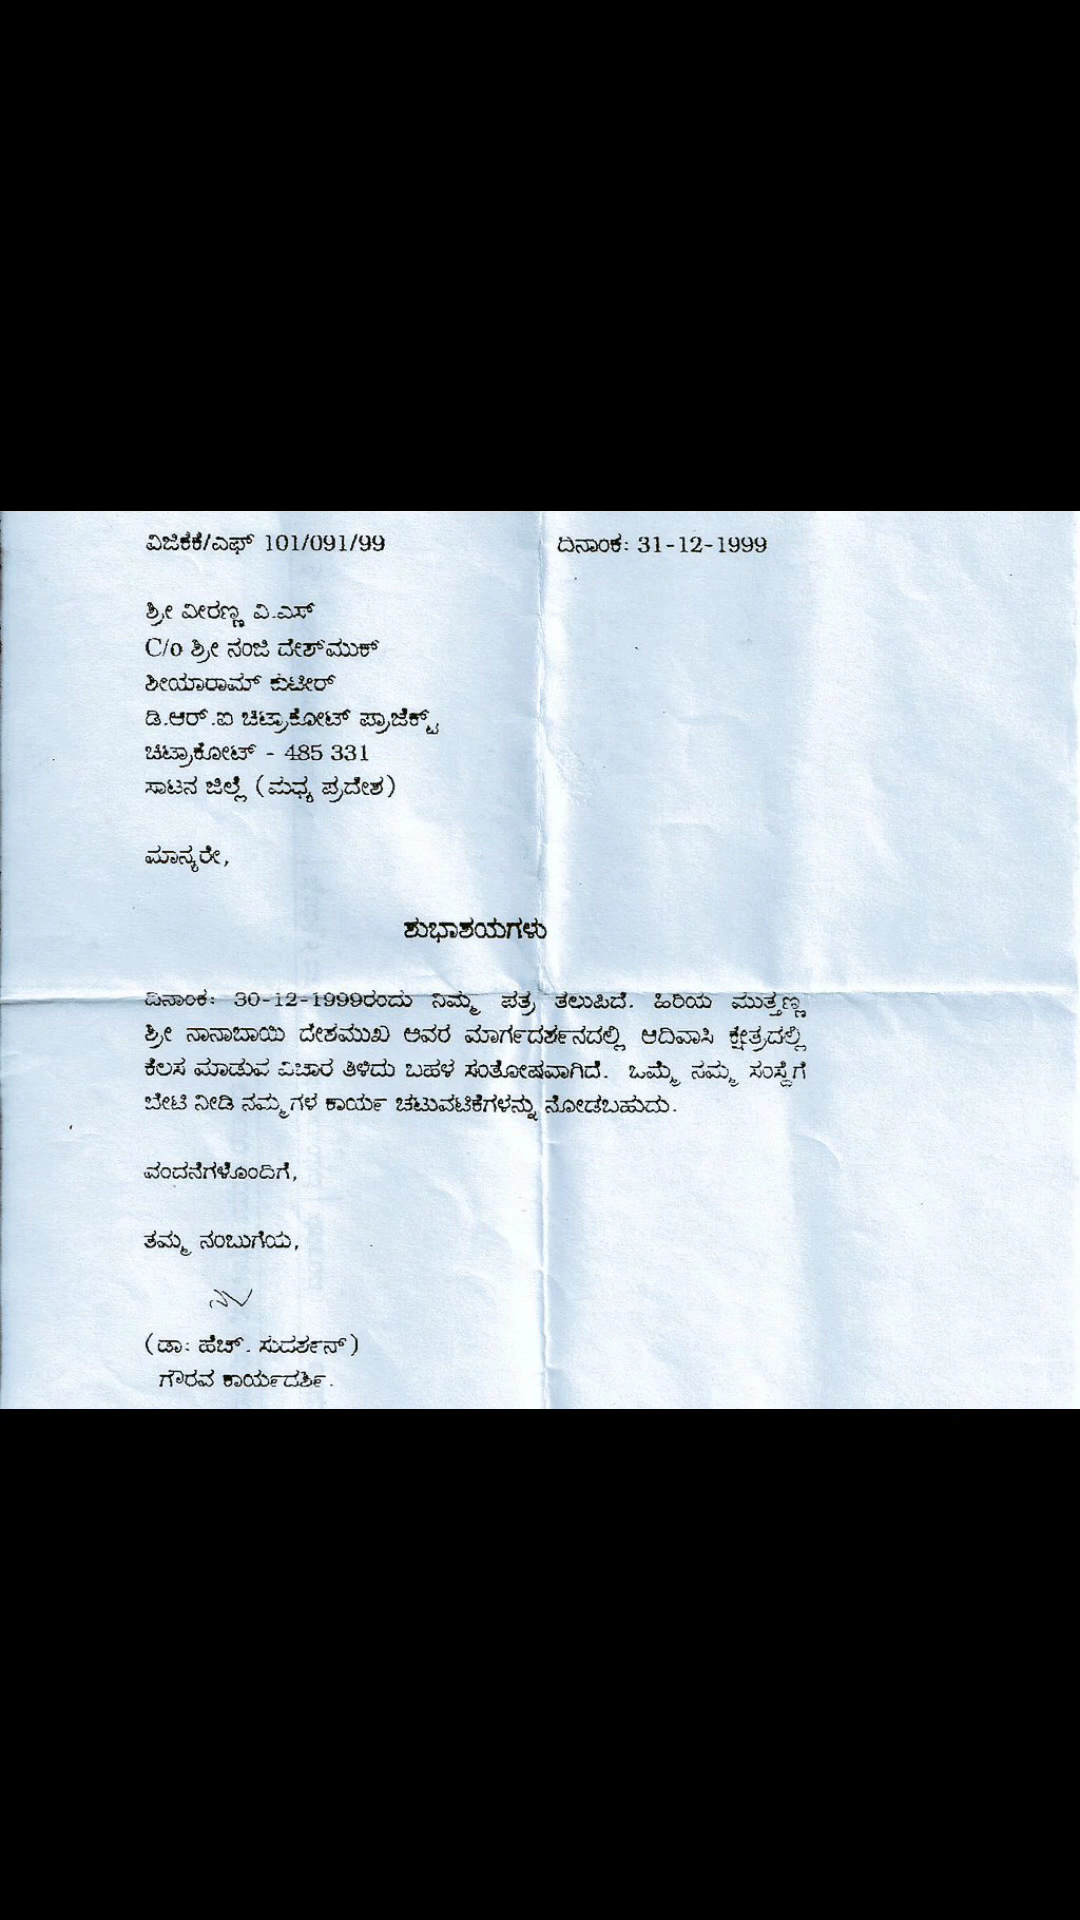 ವಿಜಿಕೆಕೆ/ಎಫ್ 101/091/99 ದಿನಾಂಕ: 31-12-1999
ಶ್ರೀ ವೀರಣ್ಣ ವಿ.ಎಸ್
C/o ಶ್ರೀ ನಂಜಿ ದೇಶ್‌ಮುಕ್
ಶೀಯಾರಾಮ್ ಕುಟೀರ್
ಡಿ.ಆರ್.ಐ ಚಿಟ್ರಾಕೋಟ್ ಪ್ರಾಜೆಕ್ಟ್
ಚಿಟ್ರಾಕೋಟ್ - 485 331
ಸಾಟನ ಜಿಲ್ಲೆ (ಮಧ್ಯ ಪ್ರದೇಶ)
ಮಾನ್ಯರೇ,
ಶುಭಾಶಯಗಳು
ದಿನಾಂಕ: 30-12-1999ರಂದು ನಿಮ್ಮ ಪತ್ರ ತಲುಪಿದೆ. ಹಿರಿಯ ಮುತ್ತಣ್ಣ
ಶ್ರೀ ನಾನಾಬಾಯಿ ದೇಶಮುಖ ಅವರ ಮಾರ್ಗದರ್ಶನದಲ್ಲಿ ಆದಿವಾಸಿ ಕ್ಷೇತ್ರದಲ್ಲಿ
ಕೆಲಸ ಮಾಡುವ ವಿಚಾರ ತಿಳಿದು ಬಹಳ ಸಂತೋಷವಾಗಿದೆ. ಒಮ್ಮೆ ನಮ್ಮ ಸಂಸ್ಥೆಗೆ
ಬೇಟಿ ನೀಡಿ ನಮ್ಮಗಳ ಕಾರ್ಯ ಚಟುವಟಿಕೆಗಳನ್ನು ನೋಡಬಹುದು.
ವಂದನೆಗಳೊಂದಿಗೆ,
ತಮ್ಮ ನಂಬುಗೆಯ,
(ಡಾ: ಹೆಚ್. ಸುದರ್ಶನ್)
ಗೌರವ ಕಾರ್ಯದರ್ಶಿ.